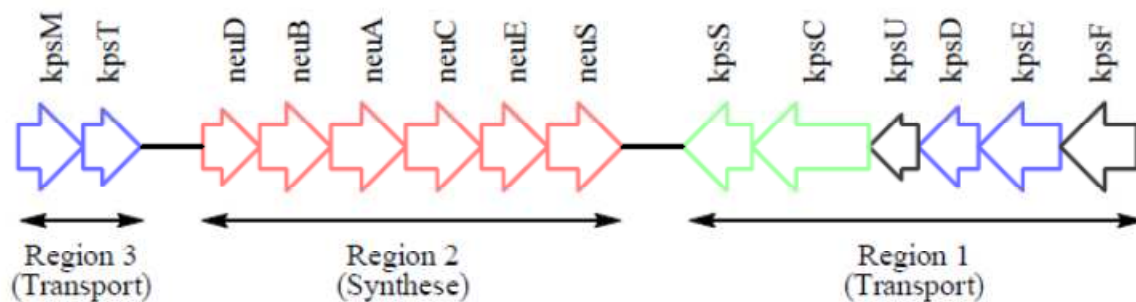 kpsM kpsT neuD neuB neuA neuC neuE neuS kpsS kpsC kpsU kpsD kpsE kpsF
Region 3 Region 2 Region 1
(Transport) (Synthese) (Transport)